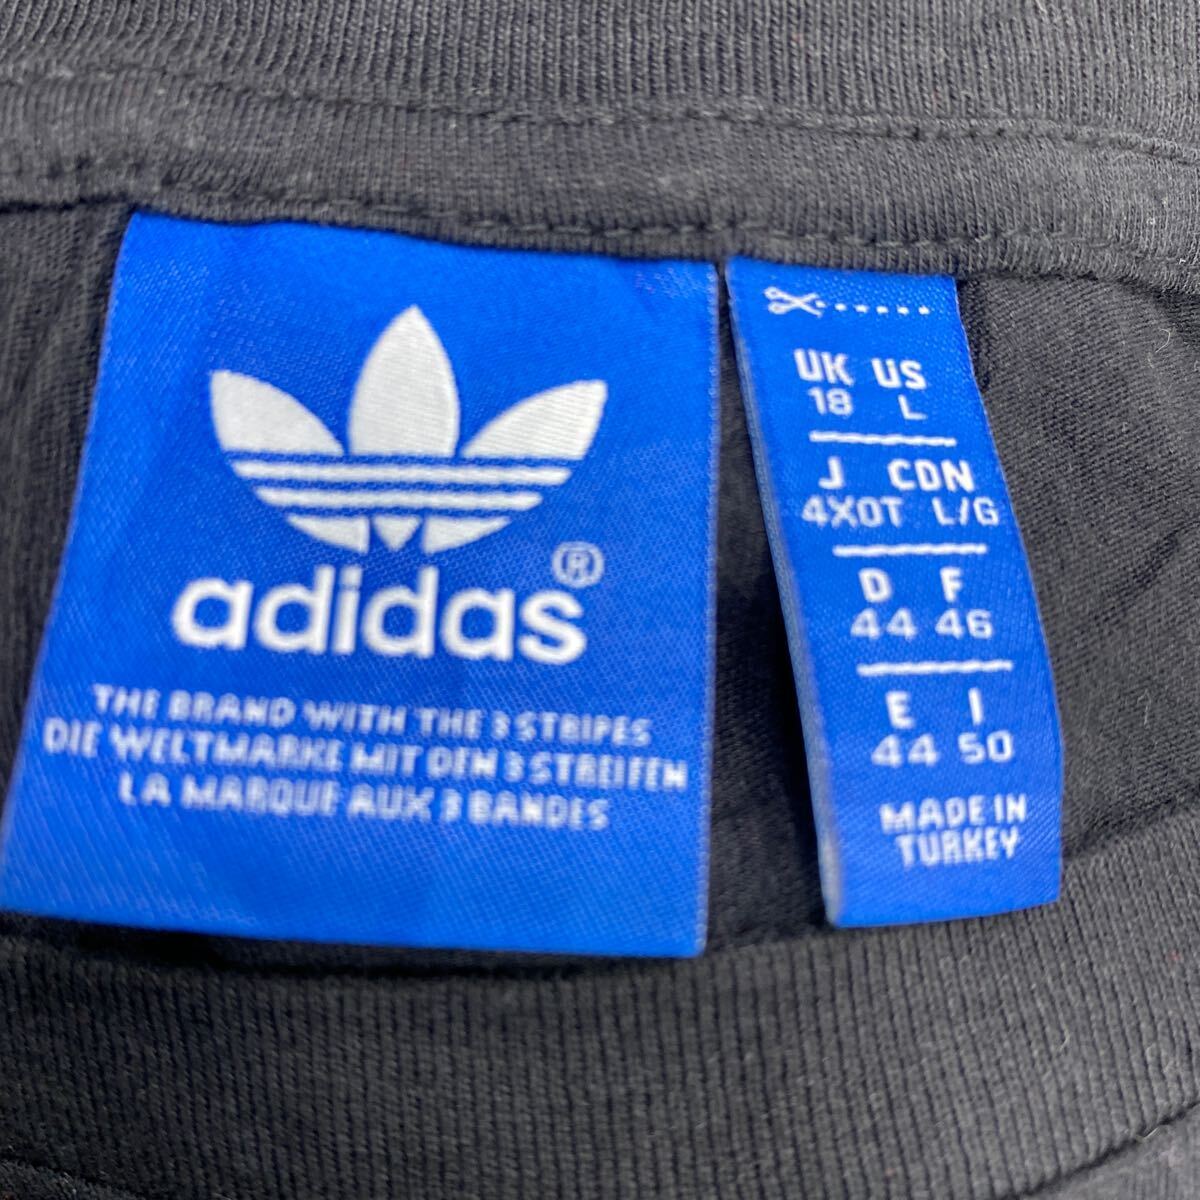 adidas®
THE BRAND WITH THE 3 STRIPES
DIE WELTMARKE MIT DEN 3 STREIFEN
LA MARQUE AUX 3 BANDES
UK US
18 L
J CDN
4XOT L/G
D F
44 46
E I
44 50
MADE IN
TURKEY